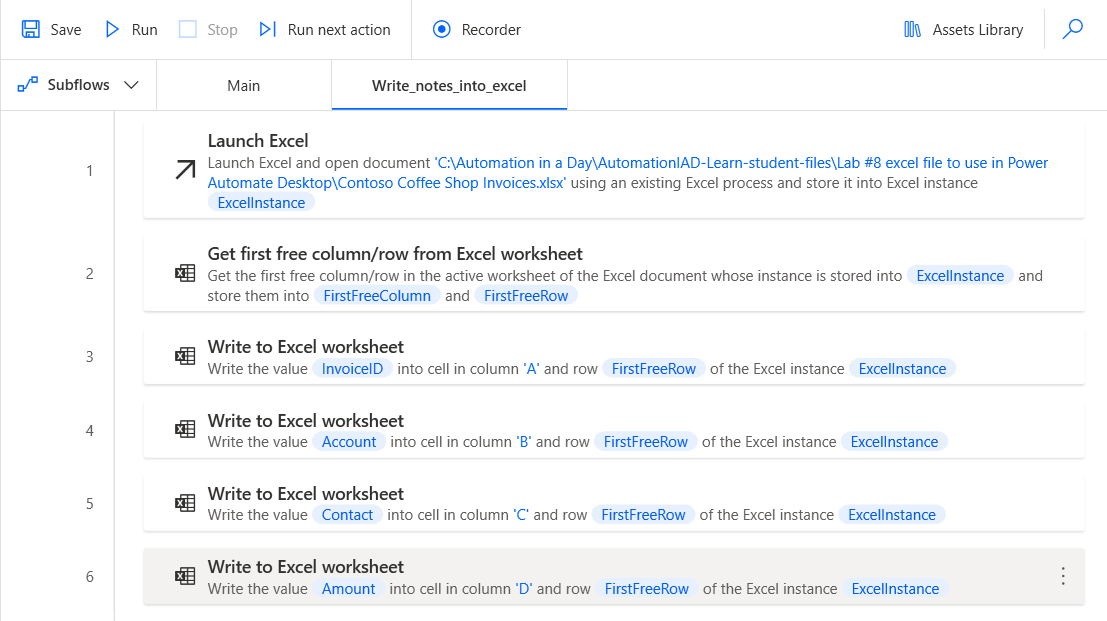 Save Run Stop Run next action Recorder Assets Library
Subflows Main Write_notes_into_excel
1
Launch Excel
Launch Excel and open document 'C:\Automation in a Day\AutomationIAD-Learn-student-files\Lab #8 excel file to use in Power
Automate Desktop\Contoso Coffee Shop Invoices.xlsx' using an existing Excel process and store it into Excel instance
ExcelInstance
2
Get first free column/row from Excel worksheet
Get the first free column/row in the active worksheet of the Excel document whose instance is stored into ExcelInstance and
store them into FirstFreeColumn and FirstFreeRow
3
Write to Excel worksheet
Write the value InvoiceID into cell in column 'A' and row FirstFreeRow of the Excel instance ExcelInstance
4
Write to Excel worksheet
Write the value Account into cell in column 'B' and row FirstFreeRow of the Excel instance ExcelInstance
5
Write to Excel worksheet
Write the value Contact into cell in column 'C' and row FirstFreeRow of the Excel instance ExcelInstance
6
Write to Excel worksheet
Write the value Amount into cell in column 'D' and row FirstFreeRow of the Excel instance ExcelInstance